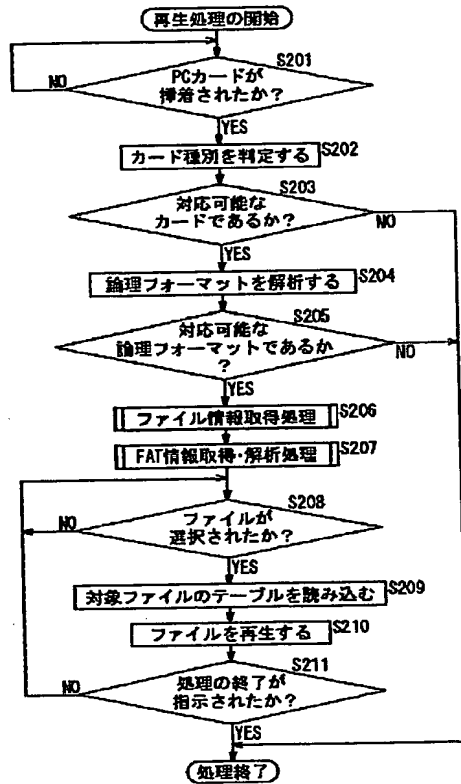 再生処理の開始
S201
PCカードが
挿着されたか?
NO
YES
カード種別を判定する
S202
S203
対応可能な
カードであるか?
NO
YES
論理フォーマットを解析する
S204
S205
対応可能な
論理フォーマットであるか
?
NO
YES
ファイル情報取得処理
S206
FAT情報取得・解析処理
S207
S208
ファイルが
選択されたか?
NO
YES
対象ファイルのテーブルを読み込む
S209
ファイルを再生する
S210
S211
処理の終了が
指示されたか?
NO
YES
処理終了